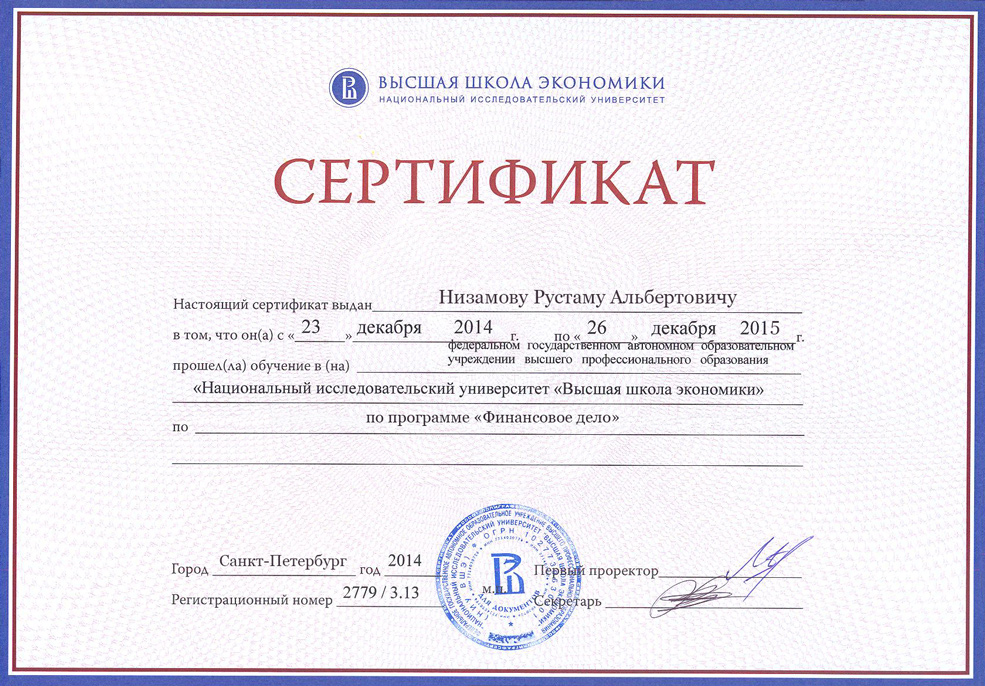 ВЫСШАЯ ШКОЛА ЭКОНОМИКИ
НАЦИОНАЛЬНЫЙ ИССЛЕДОВАТЕЛЬСКИЙ УНИВЕРСИТЕТ
СЕРТИФИКАТ
Настоящий сертификат выдан Низамову Рустаму Альбертовичу
в том, что он(а) с « 23 » декабря 2014 г. по « 26 » декабря 2015 г.
федеральном государственном автономном образовательном
учреждении высшего профессионального образования
прошел(ла) обучение в (на)
«Национальный исследовательский университет «Высшая школа экономики»
по по программе «Финансовое дело»
Город Санкт-Петербург год 2014
Первый проректор
Регистрационный номер 2779 / 3.13
м.п.
Секретарь
ДЛЯ ДОКУМЕНТОВ